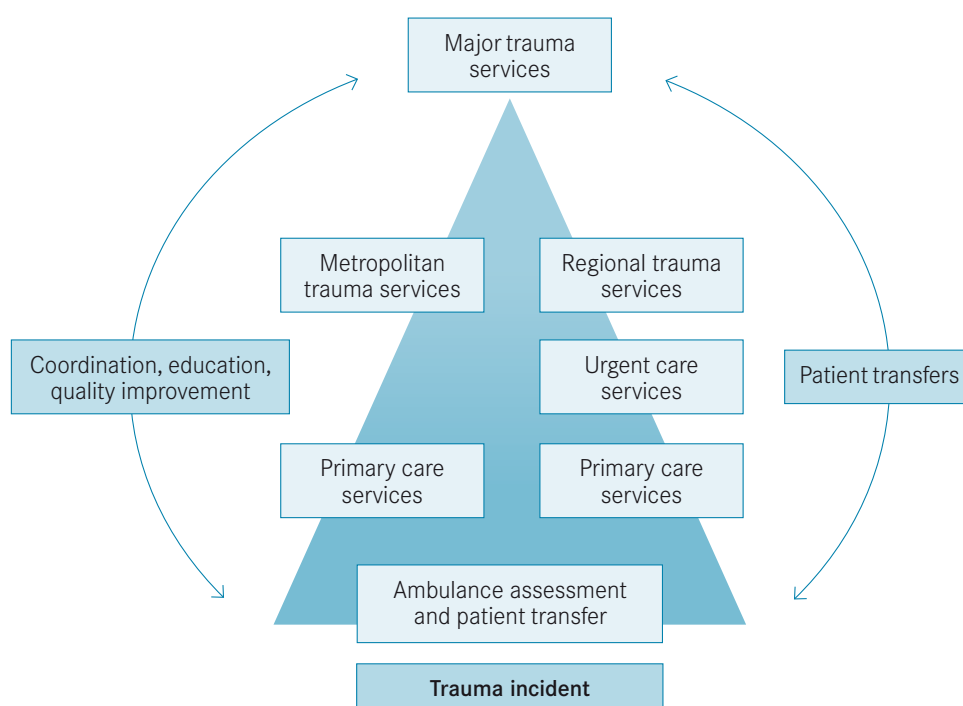 Major trauma
services
Metropolitan
trauma services
Regional trauma
services
Coordination, education,
quality improvement
Urgent care
services
Patient transfers
Primary care
services
Primary care
services
Ambulance assessment
and patient transfer
Trauma incident